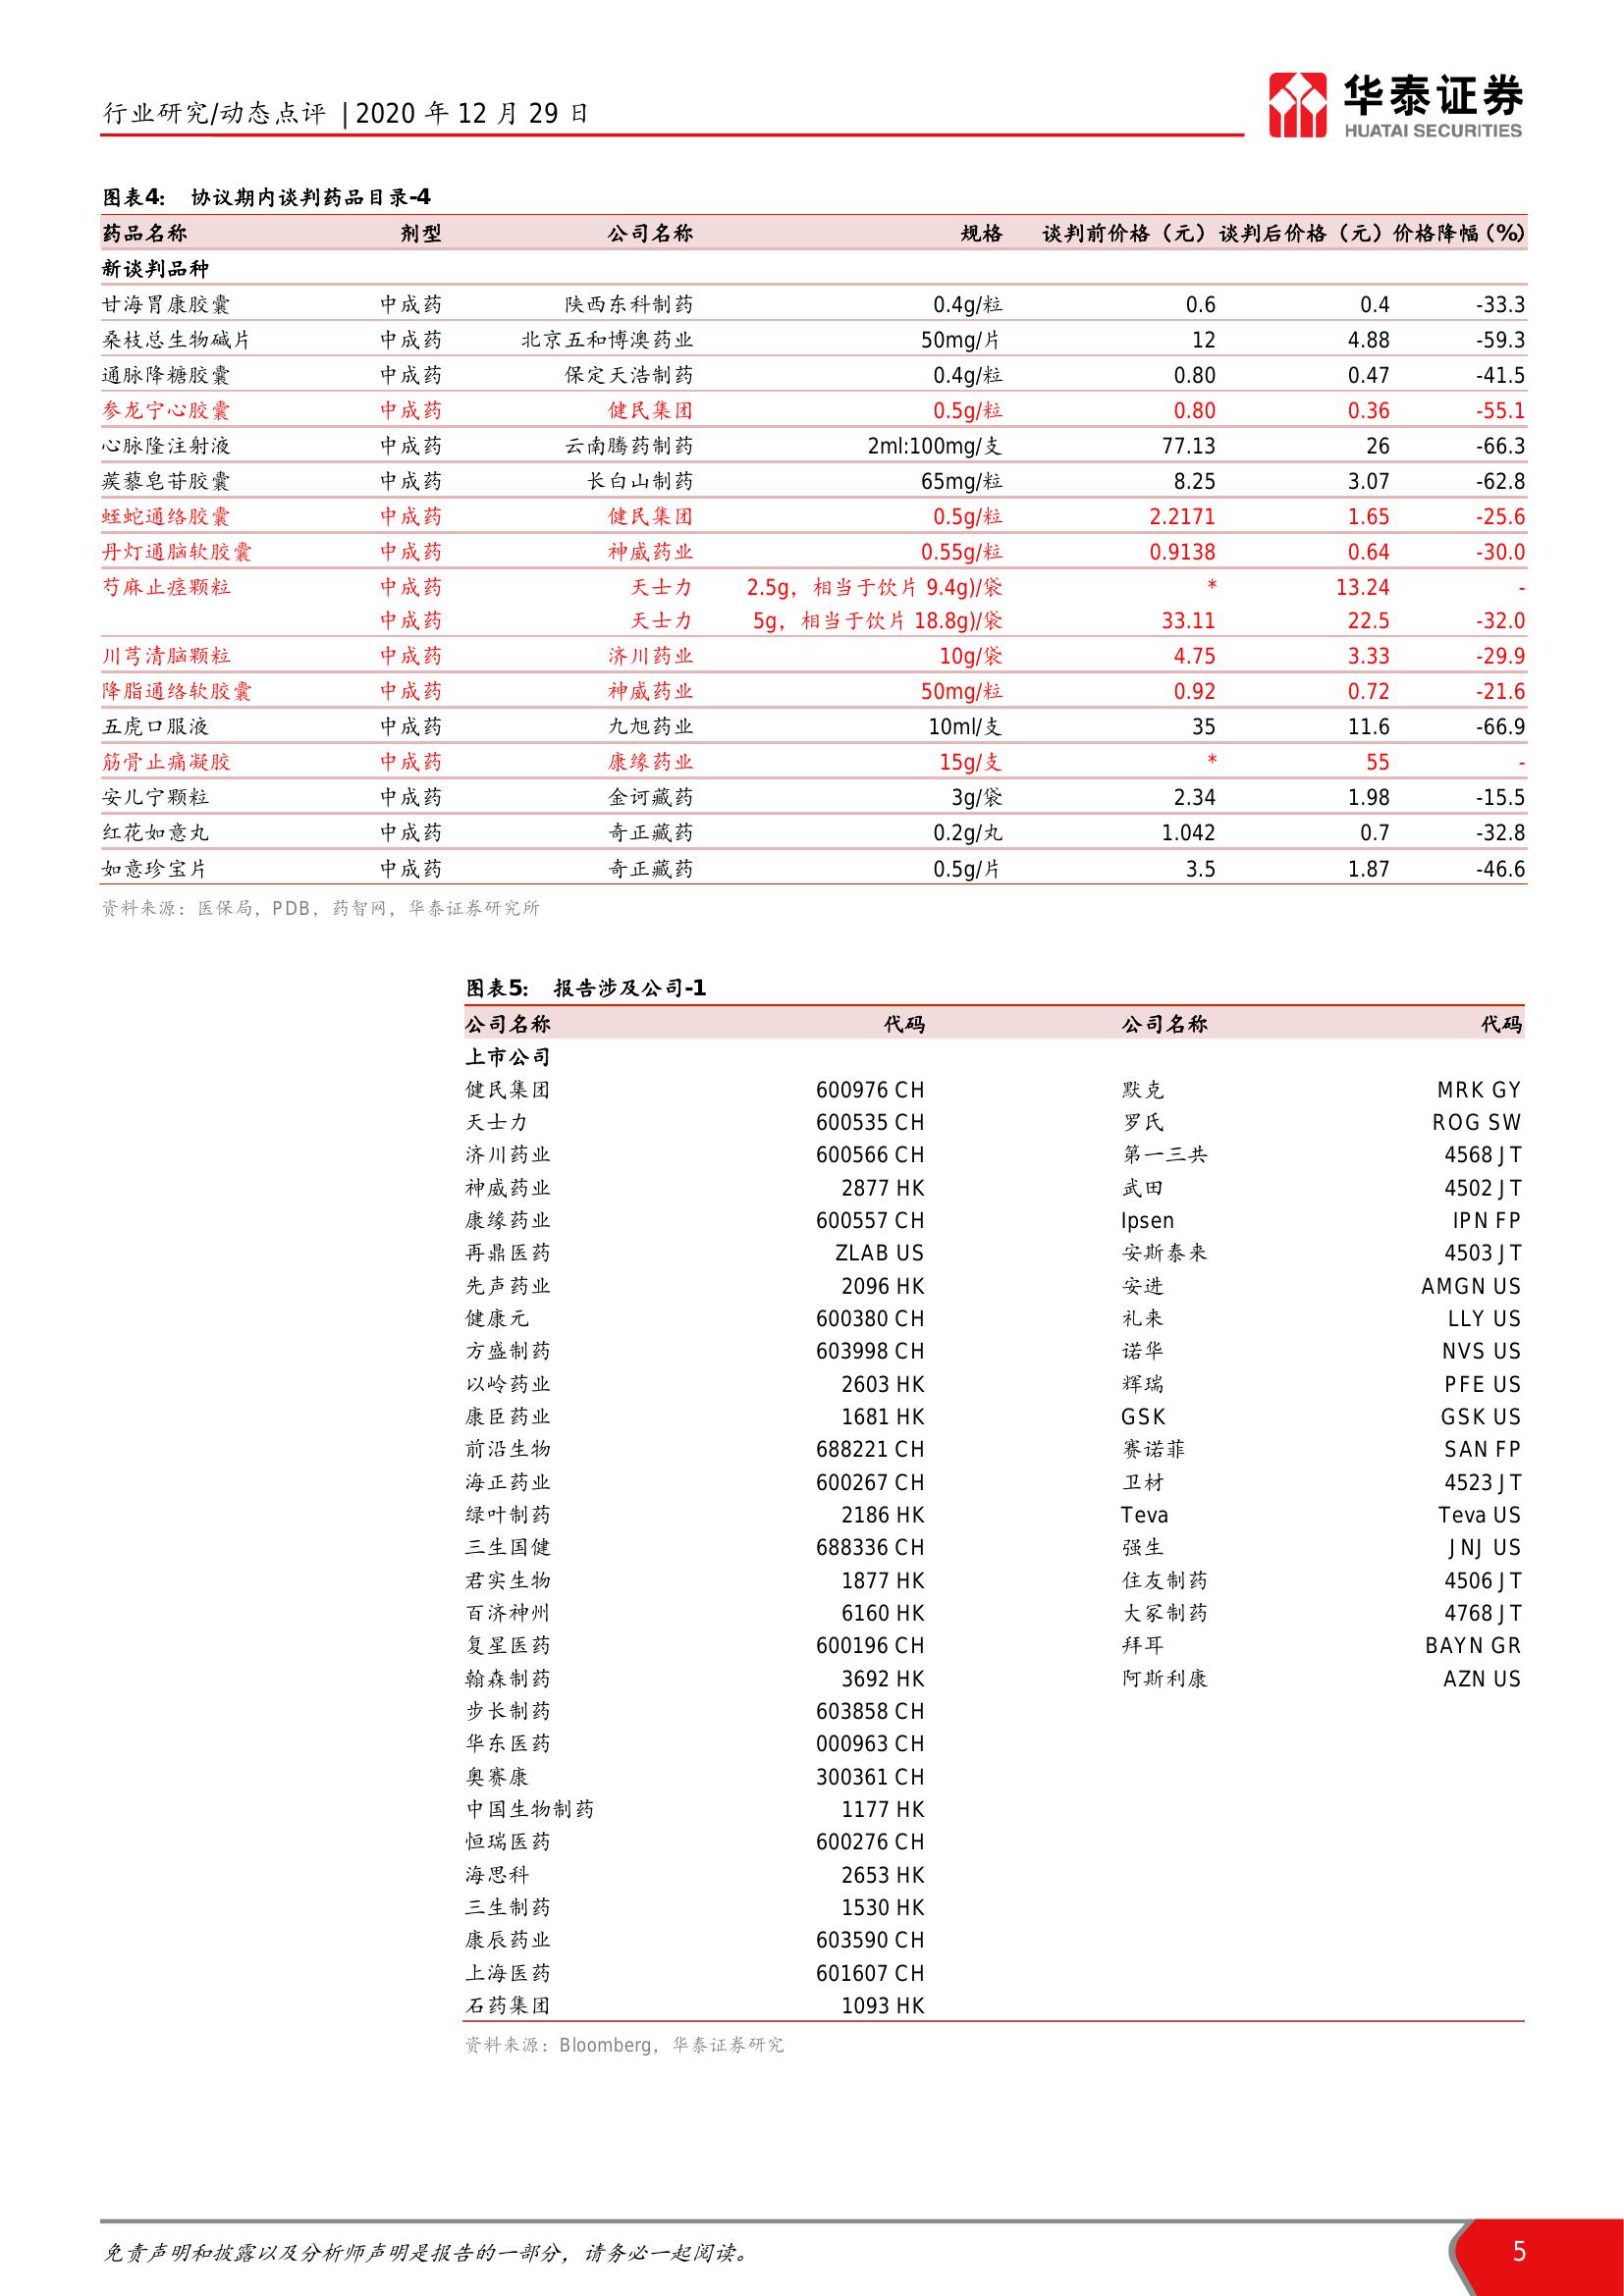 行业研究/动态点评 | 2020 年 12 月 29 日
华泰证券
HUATAI SECURITIES
图表4： 协议期内谈判药品目录-4
药品名称 剂型 公司名称 规格 谈判前价格（元） 谈判后价格（元） 价格降幅（%）
新谈判品种
甘海胃康胶囊 中成药 陕西东科制药 0.4g/粒 0.6 0.4 -33.3
桑枝总生物碱片 中成药 北京五和博澳药业 50mg/片 12 4.88 -59.3
通脉降糖胶囊 中成药 保定天浩制药 0.4g/粒 0.80 0.47 -41.5
参龙宁心胶囊 中成药 健民集团 0.5g/粒 0.80 0.36 -55.1
心脉隆注射液 中成药 云南腾药制药 2ml:100mg/支 77.13 26 -66.3
蒺藜皂苷胶囊 中成药 长白山制药 65mg/粒 8.25 3.07 -62.8
蛭蛇通络胶囊 中成药 健民集团 0.5g/粒 2.2171 1.65 -25.6
丹灯通脑软胶囊 中成药 神威药业 0.55g/粒 0.9138 0.64 -30.0
芍麻止痉颗粒 中成药 天士力 2.5g，相当于饮片 9.4g)/袋 * 13.24 -
中成药 天士力 5g，相当于饮片 18.8g)/袋 33.11 22.5 -32.0
川芎清脑颗粒 中成药 济川药业 10g/袋 4.75 3.33 -29.9
降脂通络软胶囊 中成药 神威药业 50mg/粒 0.92 0.72 -21.6
五虎口服液 中成药 九旭药业 10ml/支 35 11.6 -66.9
筋骨止痛凝胶 中成药 康缘药业 15g/支 * 55 -
安儿宁颗粒 中成药 金诃藏药 3g/袋 2.34 1.98 -15.5
红花如意丸 中成药 奇正藏药 0.2g/丸 1.042 0.7 -32.8
如意珍宝片 中成药 奇正藏药 0.5g/片 3.5 1.87 -46.6
资料来源：医保局，PDB，药智网，华泰证券研究所
图表5： 报告涉及公司-1
公司名称 代码 公司名称 代码
上市公司
健民集团 600976 CH 默克 MRK GY
天士力 600535 CH 罗氏 ROG SW
济川药业 600566 CH 第一三共 4568 JT
神威药业 2877 HK 武田 4502 JT
康缘药业 600557 CH Ipsen IPN FP
再鼎医药 ZLAB US 安斯泰来 4503 JT
先声药业 2096 HK 安进 AMGN US
健康元 600380 CH 礼来 LLY US
方盛制药 603998 CH 诺华 NVS US
以岭药业 2603 HK 辉瑞 PFE US
康臣药业 1681 HK GSK GSK US
前沿生物 688221 CH 赛诺菲 SAN FP
海正药业 600267 CH 卫材 4523 JT
绿叶制药 2186 HK Teva Teva US
三生国健 688336 CH 强生 JNJ US
君实生物 1877 HK 住友制药 4506 JT
百济神州 6160 HK 大冢制药 4768 JT
复星医药 600196 CH 拜耳 BAYN GR
翰森制药 3692 HK 阿斯利康 AZN US
步长制药 603858 CH
华东医药 000963 CH
奥赛康 300361 CH
中国生物制药 1177 HK
恒瑞医药 600276 CH
海思科 2653 HK
三生制药 1530 HK
康辰药业 603590 CH
上海医药 601607 CH
石药集团 1093 HK
资料来源：Bloomberg，华泰证券研究
免责声明和披露以及分析师声明是报告的一部分，请务必一起阅读。
5